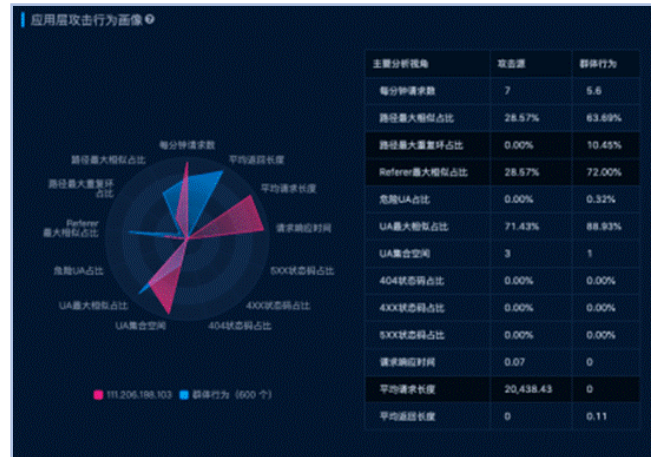 应用层攻击行为画像
主要分析视角 攻击源 群体行为
每分钟请求数 7 5.6
路径最大相似占比 28.57% 63.69%
路径最大重复环占比 0.00% 10.45%
Referer最大相似占比 28.57% 72.00%
危险UA占比 0.00% 0.32%
UA最大相似占比 71.43% 88.93%
UA集合空间 3 1
404状态码占比 0.00% 0.00%
4XX状态码占比 0.00% 0.00%
5XX状态码占比 0.00% 0.00%
请求响应时间 0.07 0
平均请求长度 20,438.43 0
平均返回长度 0 0.11
每分钟请求数
路径最大相似占比
平均返回长度
路径最大重复环
占比
平均请求长度
Referer
最大相似占比
请求响应时间
危险UA占比
5XX状态码占比
UA最大相似占比
4XX状态码占比
UA集合空间
404状态码占比
111.206.198.103 群体行为（600 个）